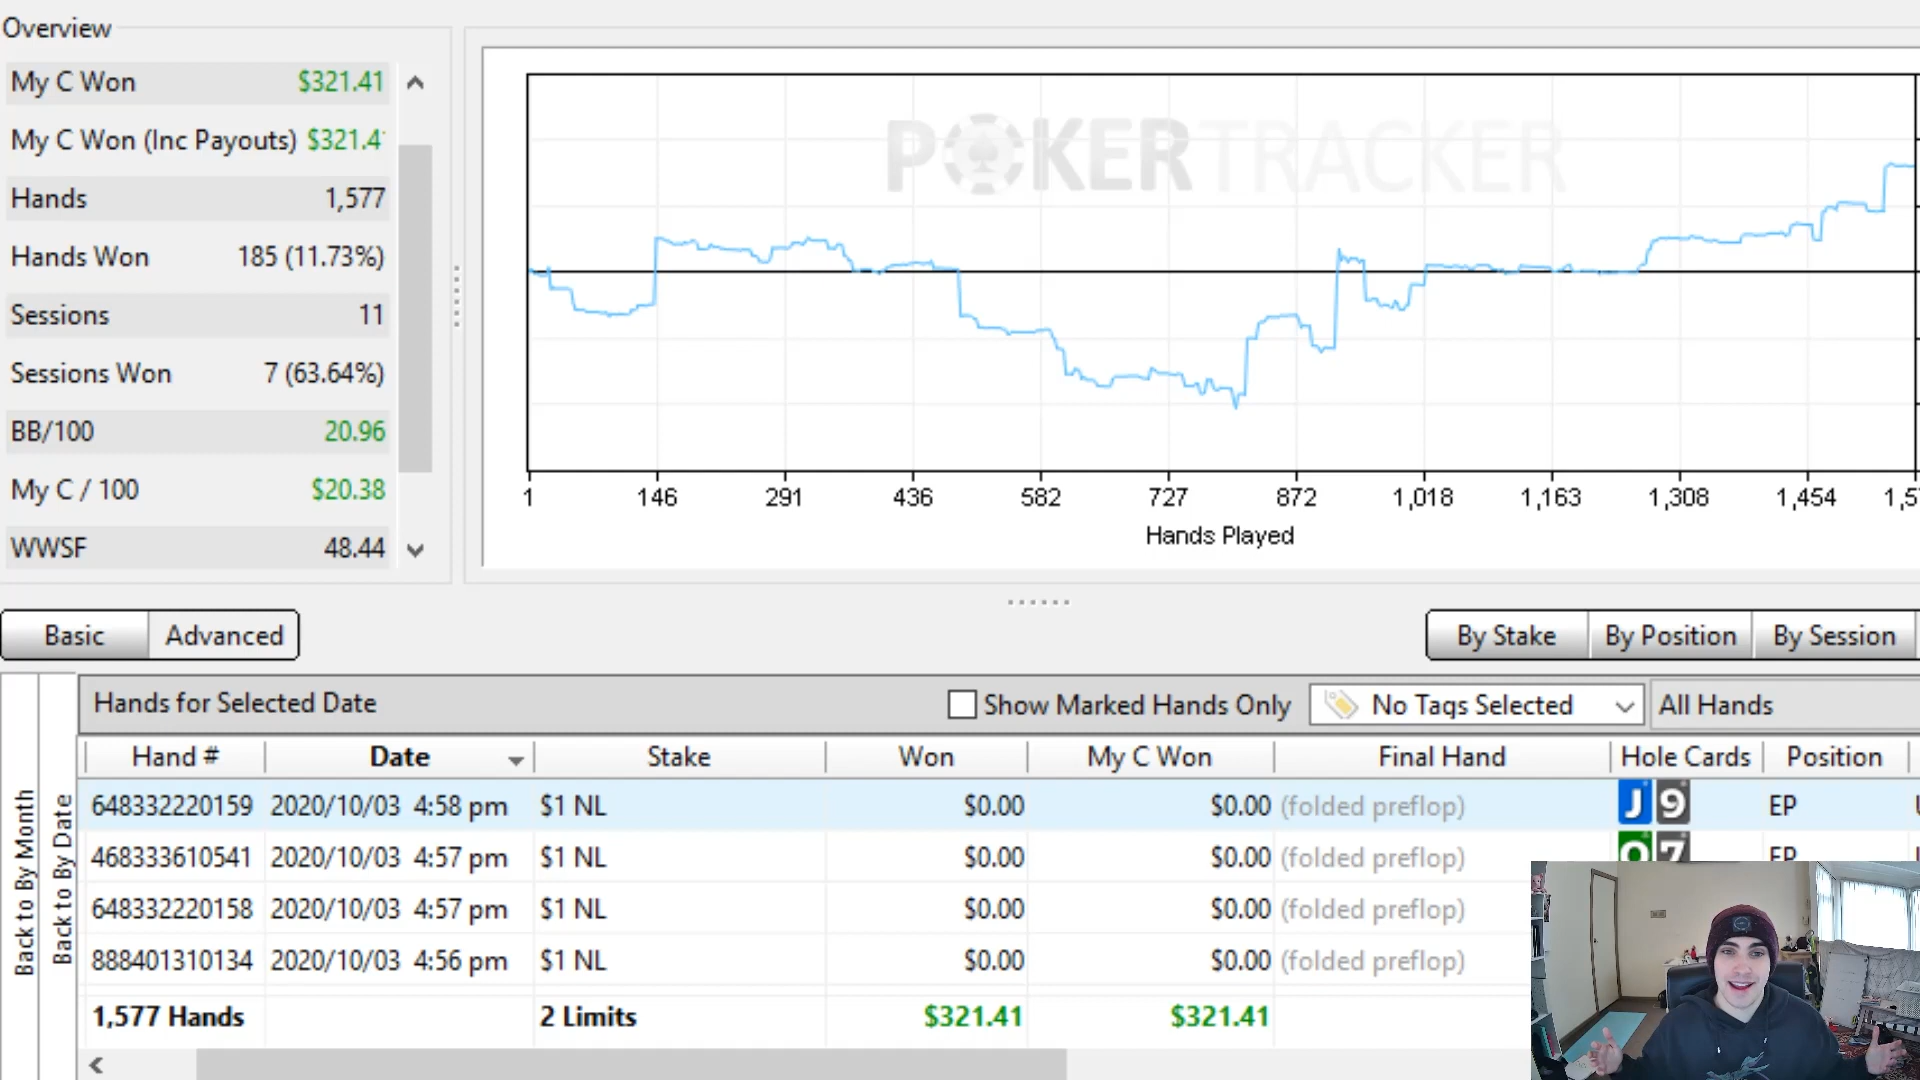 Overview
My C Won $321.41
My C Won (Inc Payouts) $321.4
Hands 1,577
Hands Won 185 (11.73%)
Sessions 11
Sessions Won 7 (63.64%)
BB/100 20.96
My C / 100 $20.38
WWSF 48.44
POKERTRACKER
1 146 291 436 582 727 872 1,018 1,163 1,308 1,454 1,5
Hands Played
Basic Advanced
By Stake By Position By Session
Back to By Month
Back to By Date
Hands for Selected Date Show Marked Hands Only No Tags Selected All Hands
Hand # Date Stake Won My C Won Final Hand Hole Cards Position
648332220159 2020/10/03 4:58 pm $1 NL $0.00 $0.00 (folded preflop) J 9 EP
468333610541 2020/10/03 4:57 pm $1 NL $0.00 $0.00 (folded preflop) Q 7 EP
648332220158 2020/10/03 4:57 pm $1 NL $0.00 $0.00 (folded preflop)
888401310134 2020/10/03 4:56 pm $1 NL $0.00 $0.00 (folded preflop)
1,577 Hands 2 Limits $321.41 $321.41